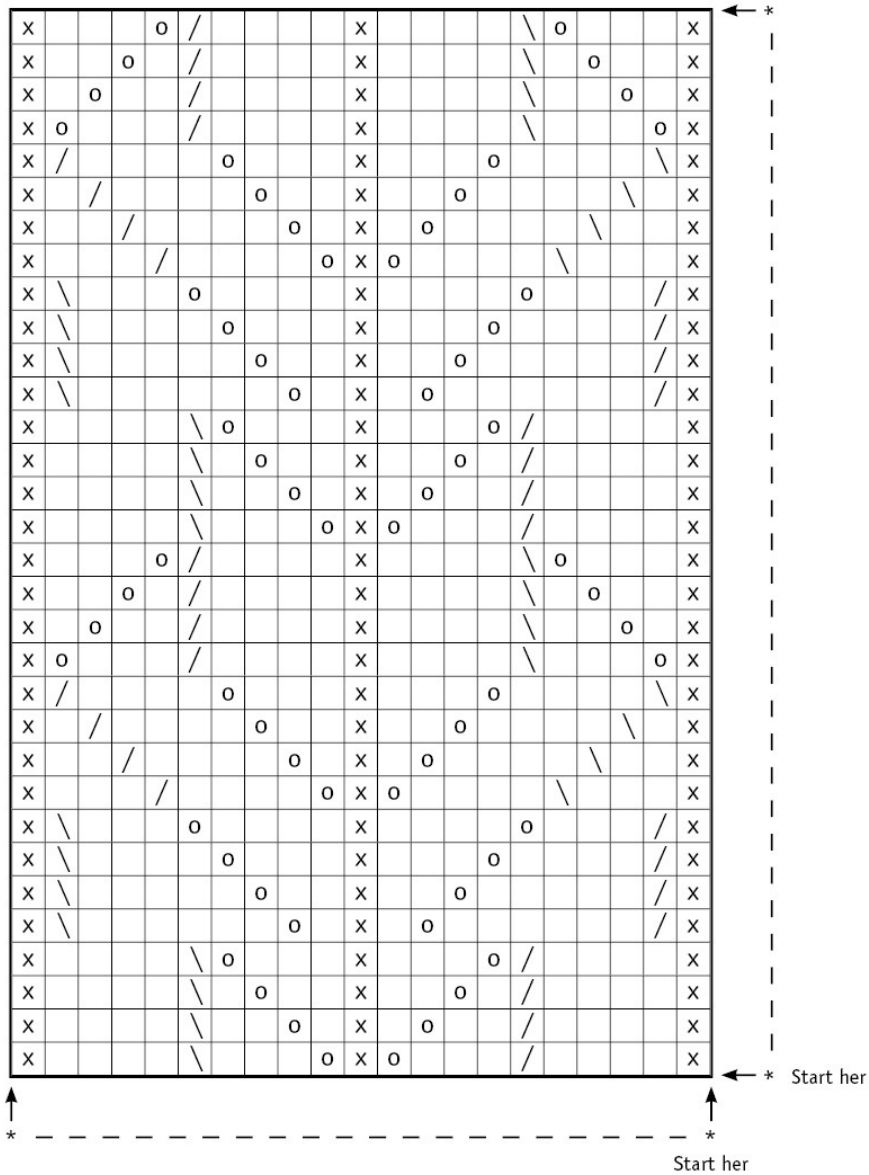 *
x o / x \ o x
x o / x \ o x
x o / x \ o x
x o / x \ o x
x / o x o \ x
x / o x o \ x
x / o x o \ x
x / o x o \ x
x \ o x o / x
x \ o x o / x
x \ o x o / x
x \ o x o / x
x \ o x o / x
x \ o x o / x
x \ o x o / x
x \ o x o / x
x o / x \ o x
x o / x \ o x
x o / x \ o x
x o / x \ o x
x / o x o \ x
x / o x o \ x
x / o x o \ x
x / o x o \ x
x \ o x o / x
x \ o x o / x
x \ o x o / x
x \ o x o / x
x \ o x o / x
x \ o x o / x
x \ o x o / x
x \ o x o / x
* Start her
* *
Start her